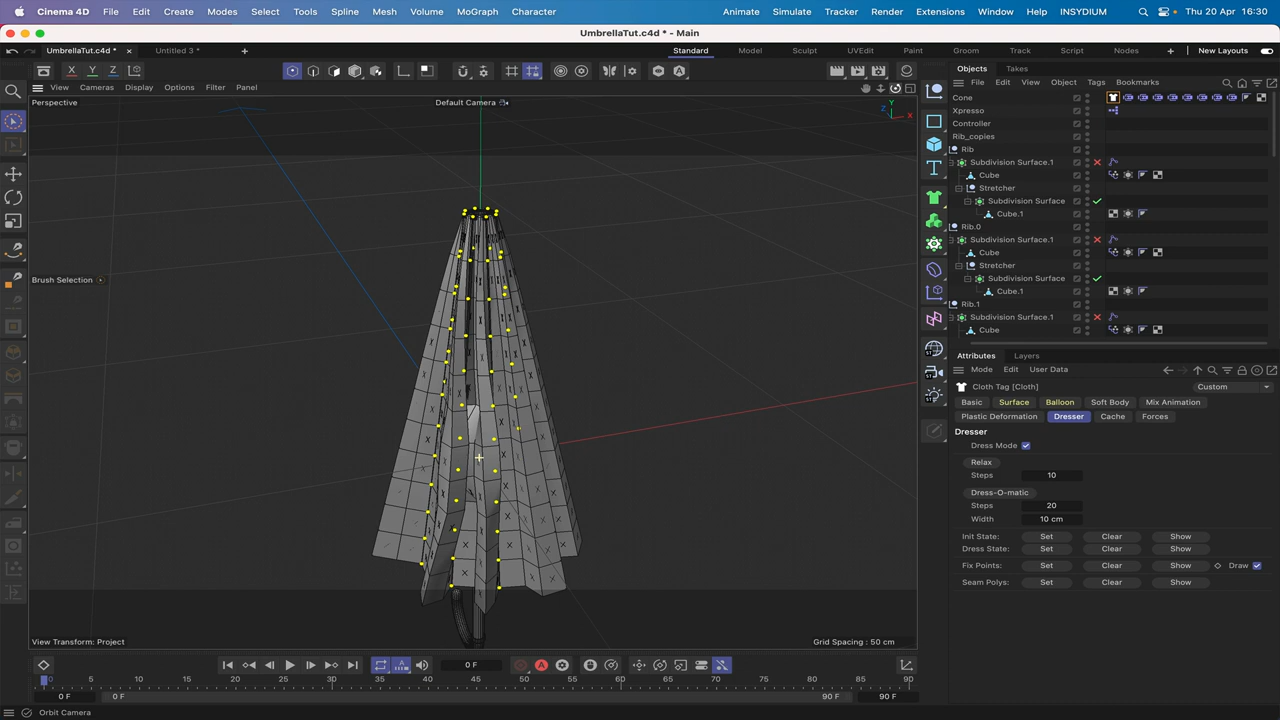 Cinema 4D File Edit Create Modes Select Tools Spline Mesh Volume MoGraph Character Animate Simulate Tracker Render Extensions Window Help INSYDIUM Thu 20 Apr 16:30
UmbrellaTut.c4d * - Main
UmbrellaTut.c4d * × Untitled 3 * + Standard Model Sculpt UVEdit Paint Groom Track Script Nodes + New Layouts
X Y Z
Objects Takes
View Cameras Display Options Filter Panel
File Edit View Object Tags Bookmarks
Perspective
Default Camera
Y
Z
X
Cone
Xpresso
Controller
Rib_copies
Rib
Subdivision Surface.1
Cube
Stretcher
Subdivision Surface
Cube.1
Rib.0
Subdivision Surface.1
Cube
Stretcher
Subdivision Surface
Cube.1
Rib.1
Subdivision Surface.1
Cube
Brush Selection
Attributes Layers
Mode Edit User Data
Cloth Tag [Cloth] Custom
Basic Surface Balloon Soft Body Mix Animation
Plastic Deformation Dresser Cache Forces
Dresser
Dress Mode
Relax
Steps 10
Dress-O-matic
Steps 20
Width 10 cm
Init State: Set Clear Show
Dress State: Set Clear Show
Fix Points: Set Clear Show Draw
Seam Polys: Set Clear Show
View Transform: Project
Grid Spacing : 50 cm
0 F
0 5 10 15 20 25 30 35 40 45 50 55 60 65 70 75 80 85 90
0 F 0 F 90 F 90 F
Orbit Camera